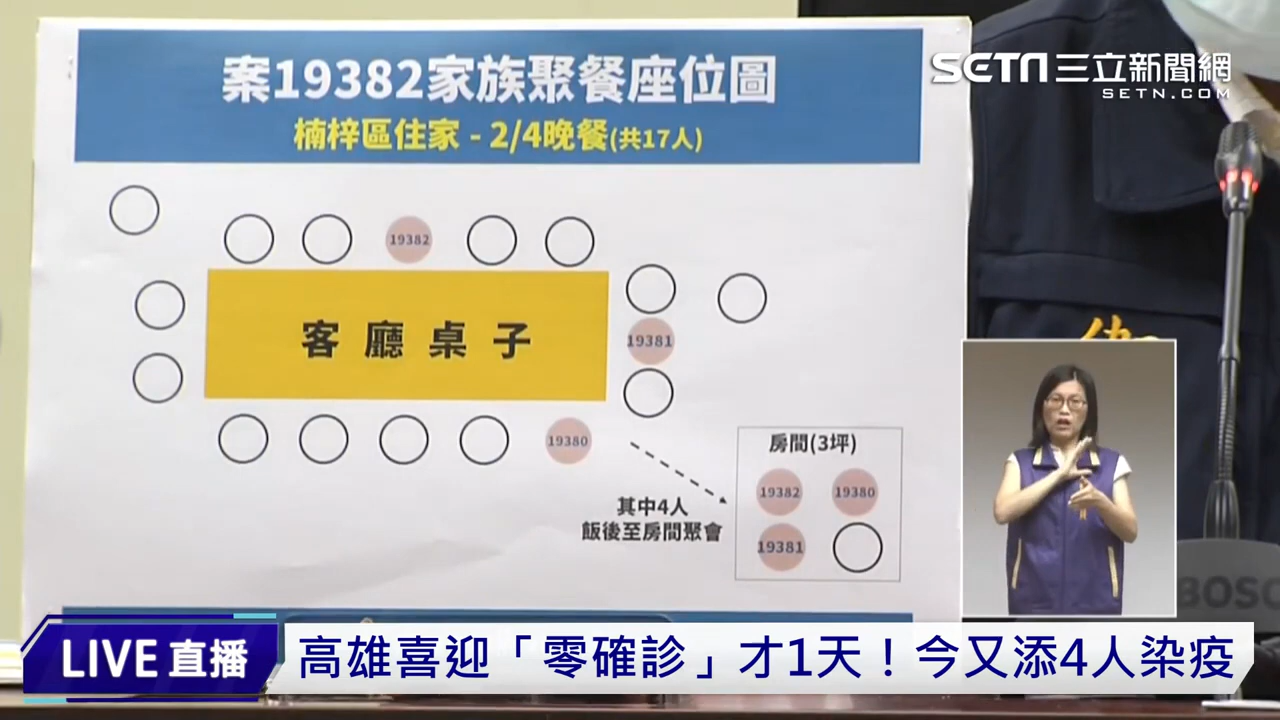 案19382家族聚餐座位圖
楠梓區住家 - 2/4晚餐(共17人)
SETN三立新聞網
SETN.COM
19382
客廳桌子
19381
19380
房間(3坪)
19382 19380
19381
其中4人
飯後至房間聚會
BOSC
LIVE 直播
高雄喜迎「零確診」才1天！今又添4人染疫